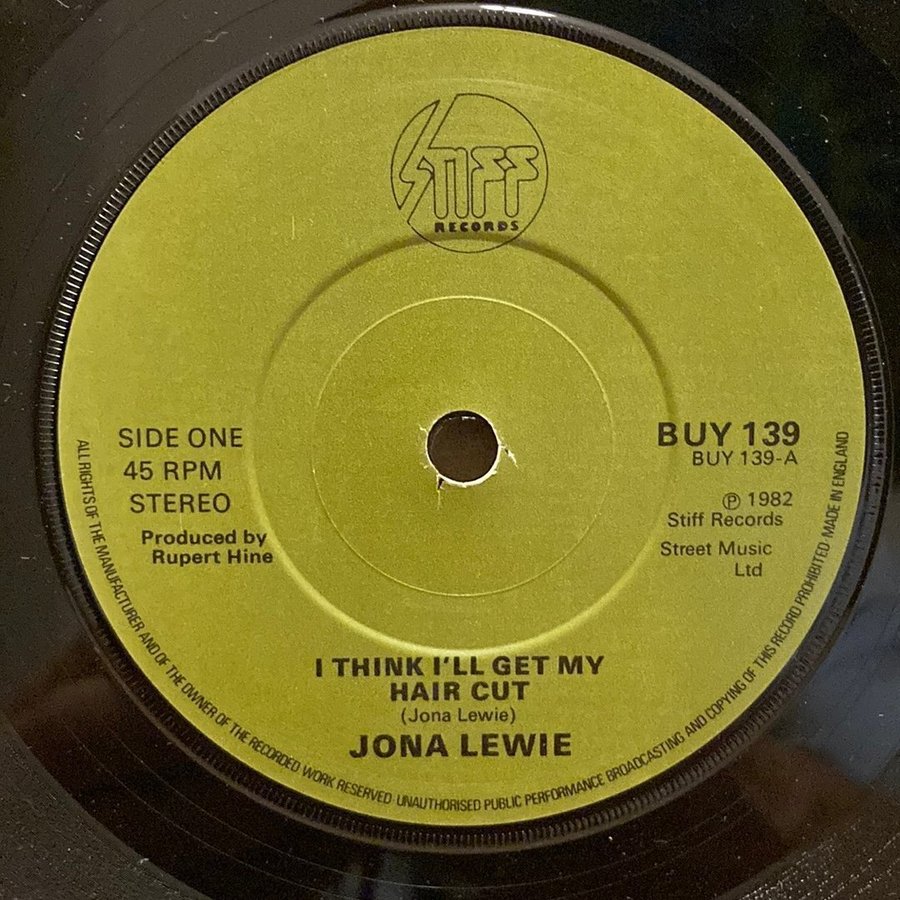 STIFF
RECORDS
SIDE ONE
45 RPM
STEREO
Produced by
Rupert Hine
BUY 139
BUY 139-A
℗ 1982
Stiff Records
Street Music
Ltd
I THINK I'LL GET MY
HAIR CUT
(Jona Lewie)
JONA LEWIE
ALL RIGHTS OF THE MANUFACTURER AND OF THE OWNER OF THE RECORDED WORK RESERVED · UNAUTHORISED PUBLIC PERFORMANCE BROADCASTING AND COPYING OF THIS RECORD PROHIBITED · MADE IN ENGLAND